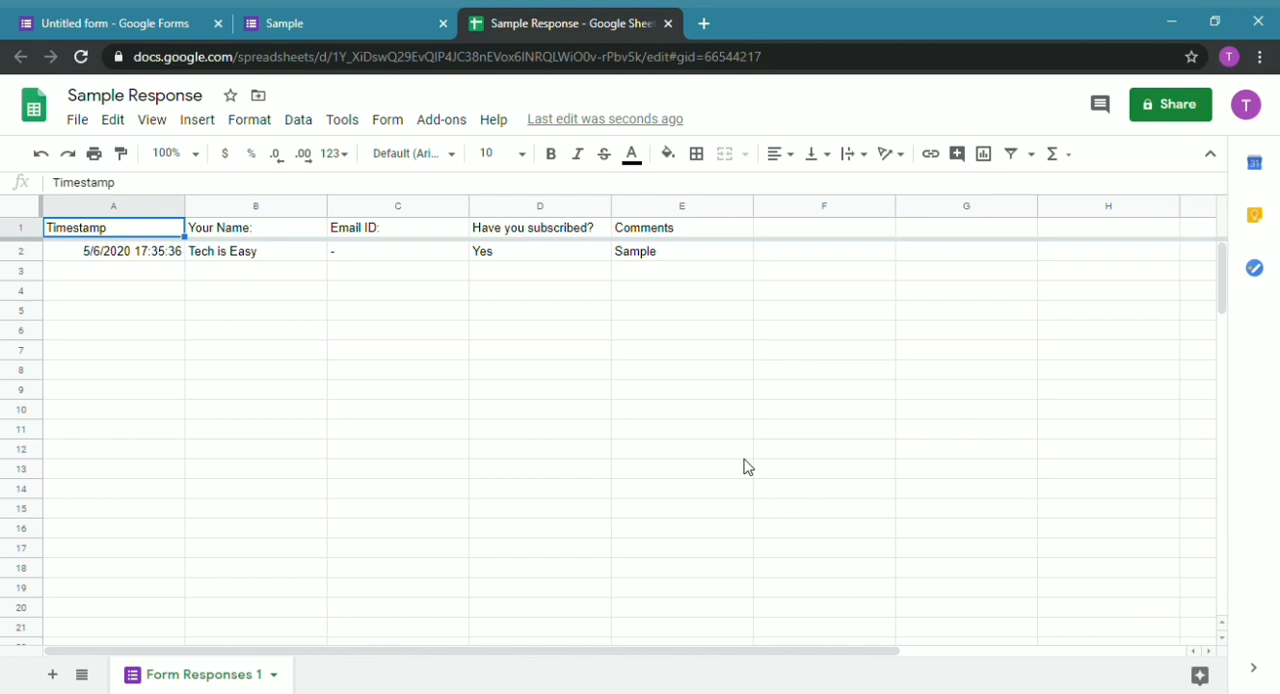 Untitled form - Google Forms
Sample
Sample Response - Google Shee
docs.google.com/spreadsheets/d/1Y_XiDswQ29EvQIP4JC38nEVox6INRQLWiO0v-rPbv5k/edit#gid=66544217
T
Sample Response
Share
T
File Edit View Insert Format Data Tools Form Add-ons Help Last edit was seconds ago
100% $ % .0 .00 123 Default (Ari... 10 B I S A Σ
31
fx Timestamp
A B C D E F G H
1 Timestamp Your Name: Email ID: Have you subscribed? Comments
2 5/6/2020 17:35:36 Tech is Easy - Yes Sample
3
4
5
6
7
8
9
10
11
12
13
14
15
16
17
18
19
20
21
Form Responses 1